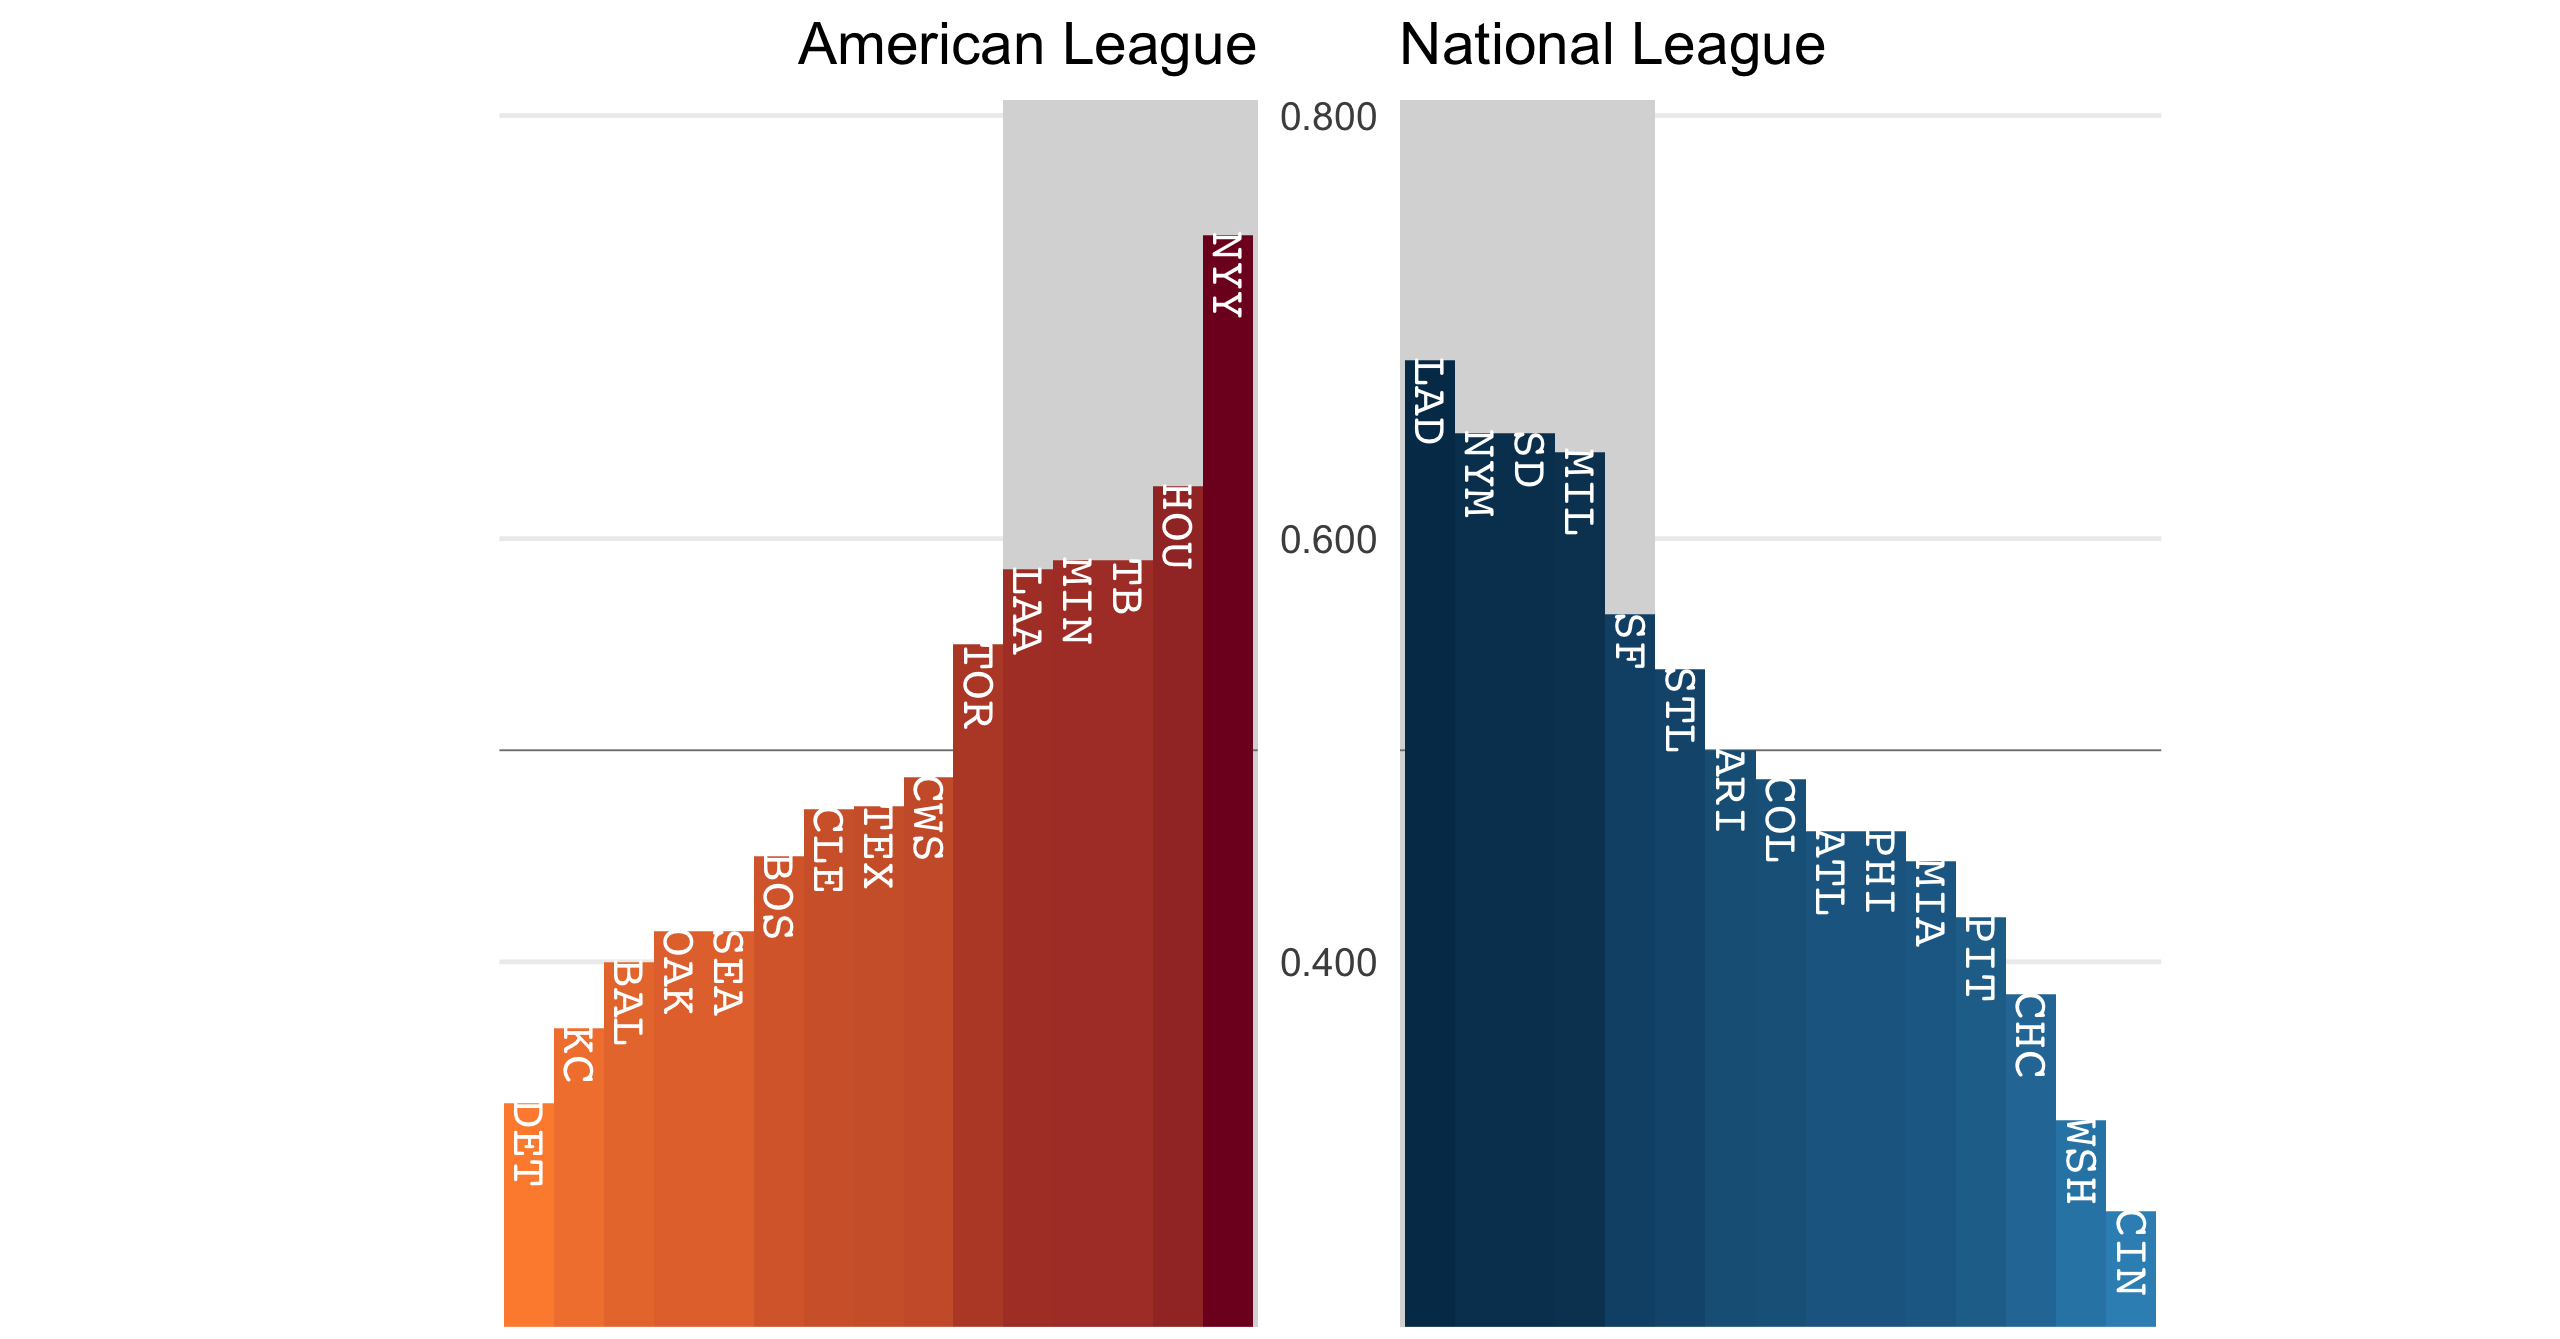 American League
National League
0.800
0.600
0.400
DET
KC
BAL
OAK
SEA
BOS
CLE
TEX
CWS
TOR
LAA
MIN
TB
HOU
NYY
LAD
NYM
SD
MIL
SF
STL
ARI
COL
ATL
PHI
MIA
PIT
CHC
WSH
CIN